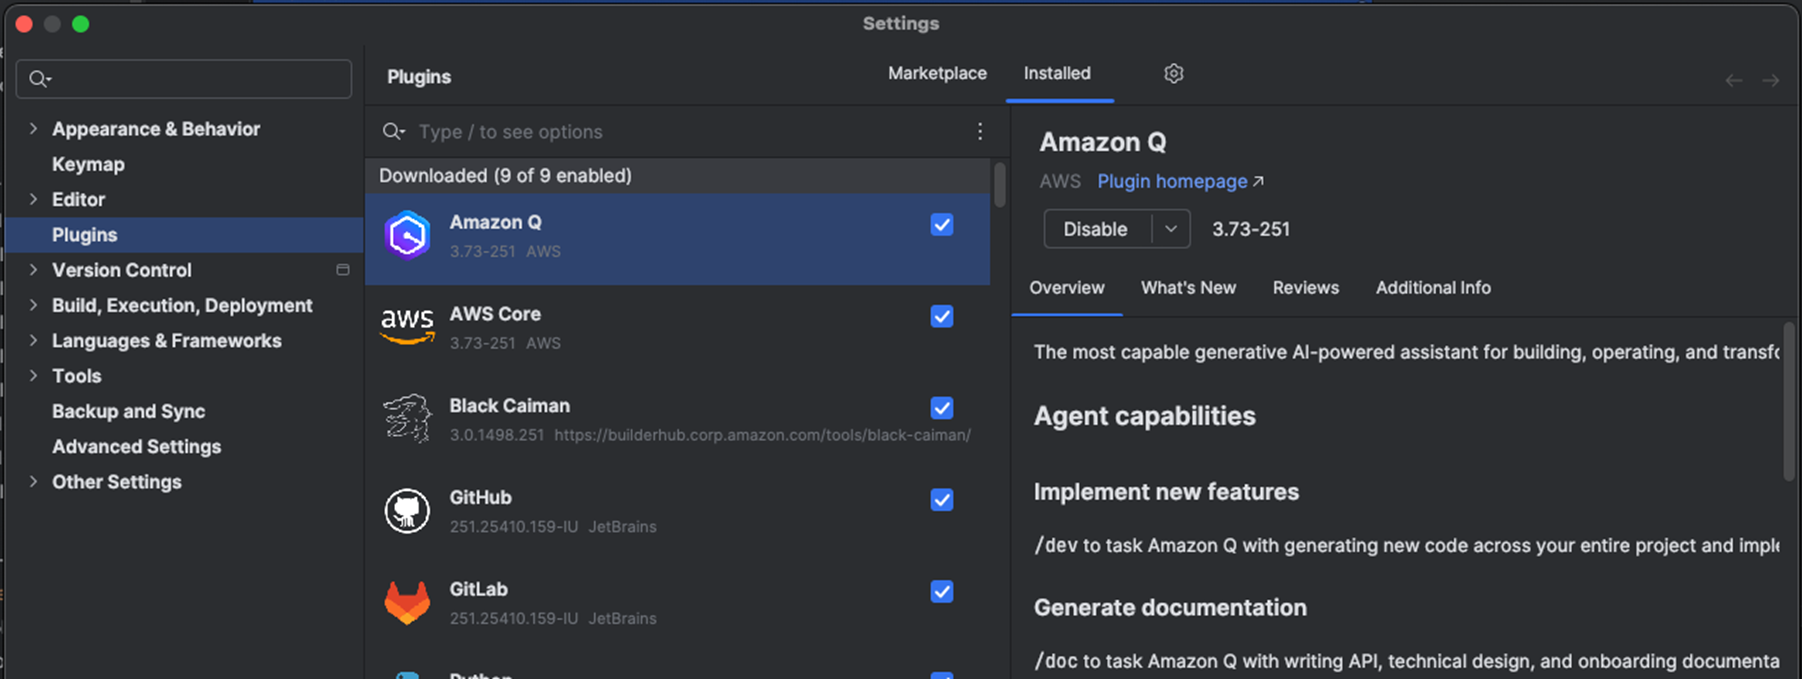 Settings
Appearance & Behavior
Keymap
Editor
Plugins
Version Control
Build, Execution, Deployment
Languages & Frameworks
Tools
Backup and Sync
Advanced Settings
Other Settings
Plugins
Marketplace
Installed
Type / to see options
Downloaded (9 of 9 enabled)
Amazon Q
3.73-251 AWS
aws
AWS Core
3.73-251 AWS
Black Caiman
3.0.1498.251 https://builderhub.corp.amazon.com/tools/black-caiman/
GitHub
251.25410.159-IU JetBrains
GitLab
251.25410.159-IU JetBrains
Python
Amazon Q
AWS Plugin homepage ↗
Disable 3.73-251
Overview What's New Reviews Additional Info
The most capable generative AI-powered assistant for building, operating, and transfo
Agent capabilities
Implement new features
/dev to task Amazon Q with generating new code across your entire project and imple
Generate documentation
/doc to task Amazon Q with writing API, technical design, and onboarding documenta